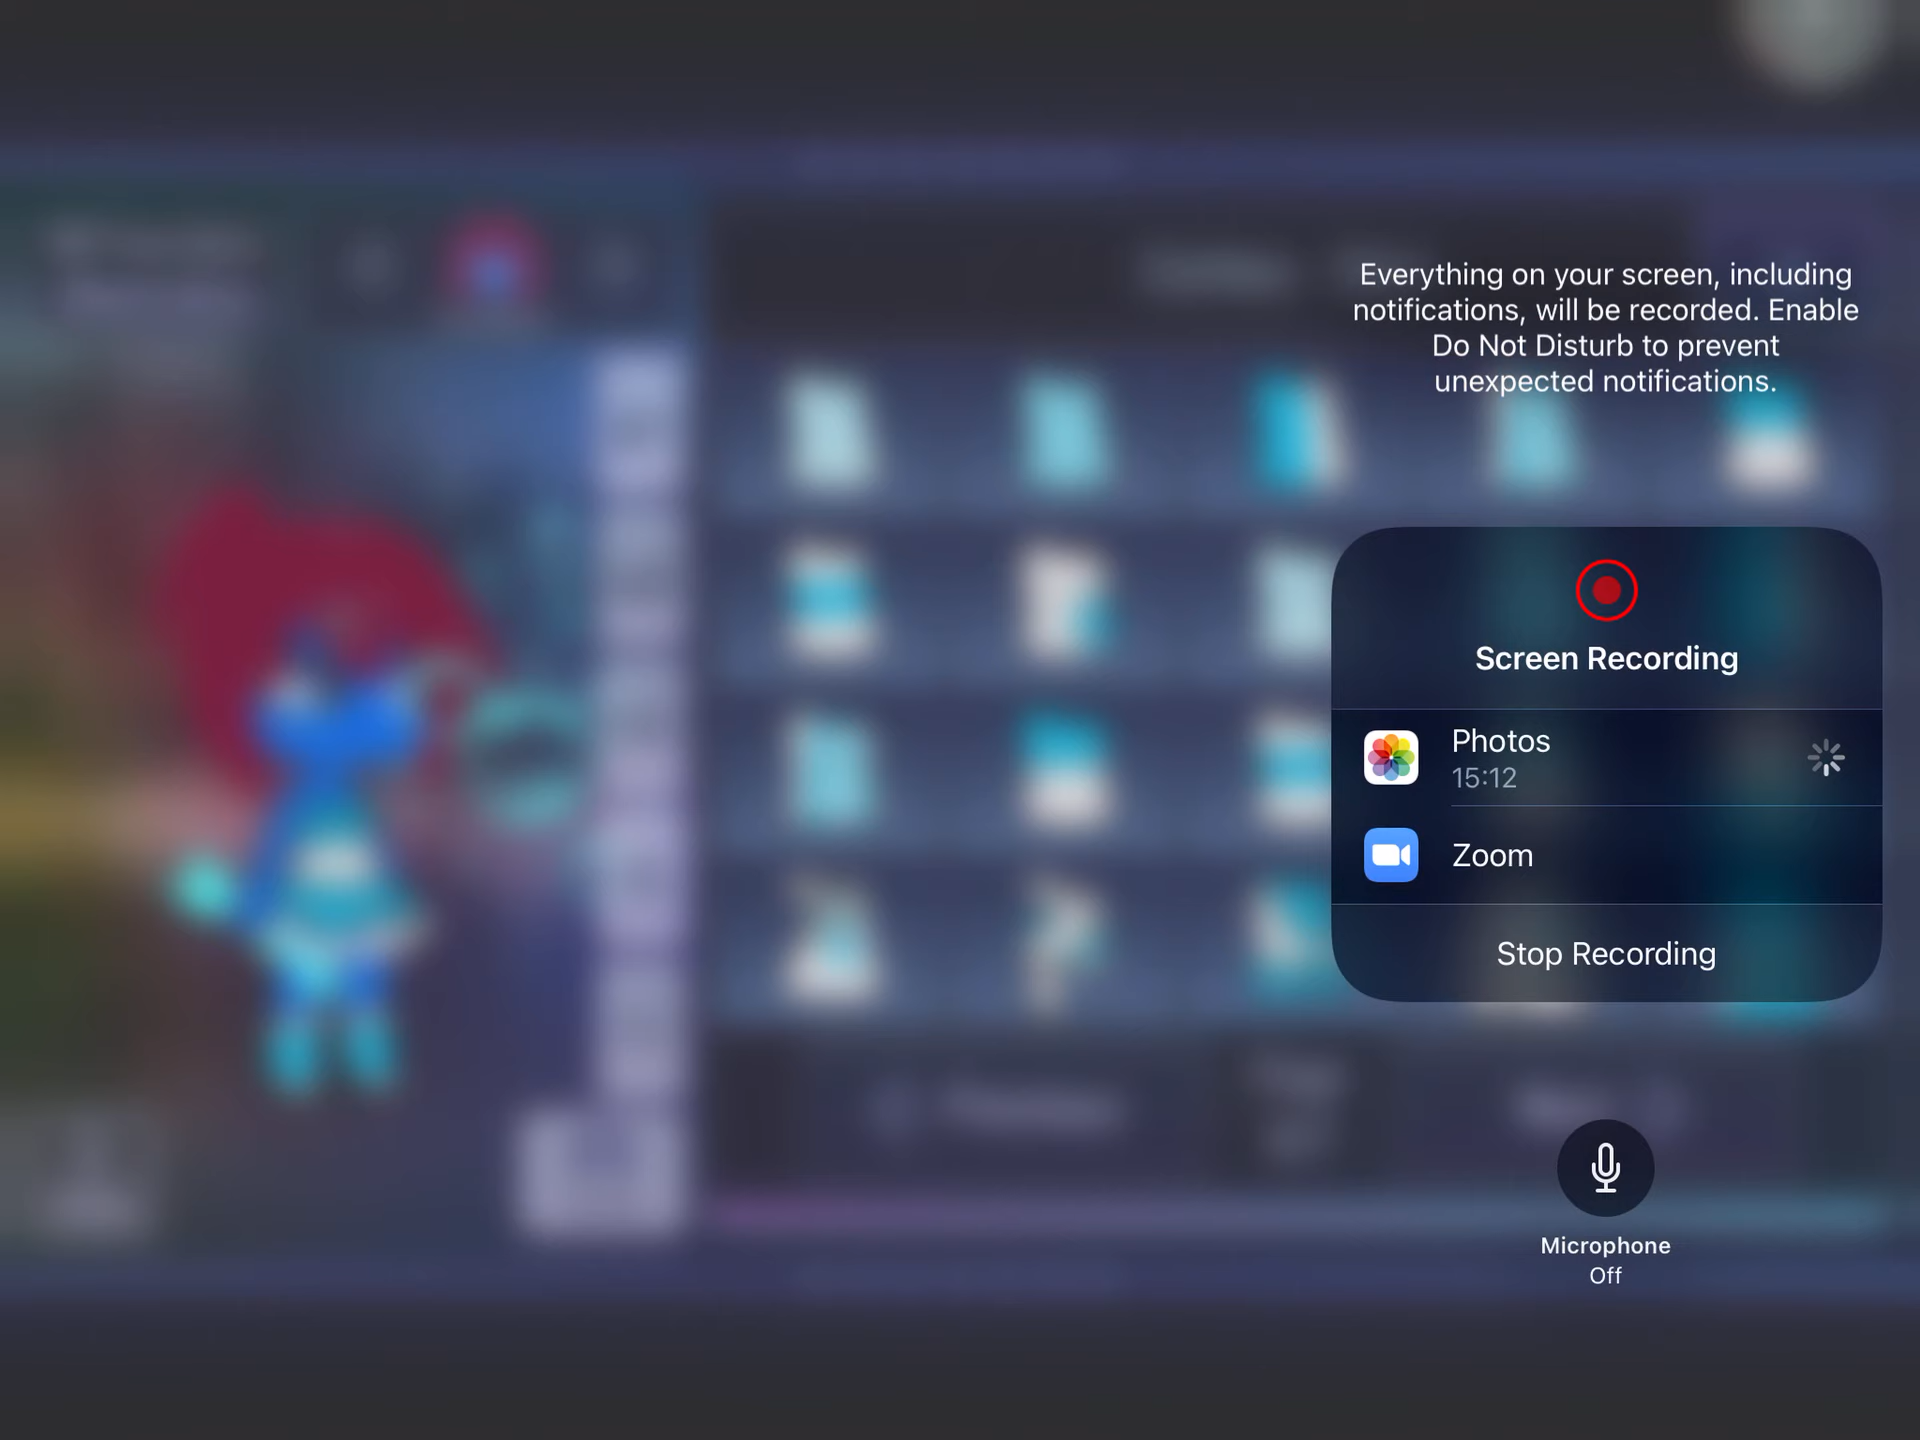 Everything on your screen, including
notifications, will be recorded. Enable
Do Not Disturb to prevent
unexpected notifications.
Screen Recording
Photos
15:12
Zoom
Stop Recording
Microphone
Off